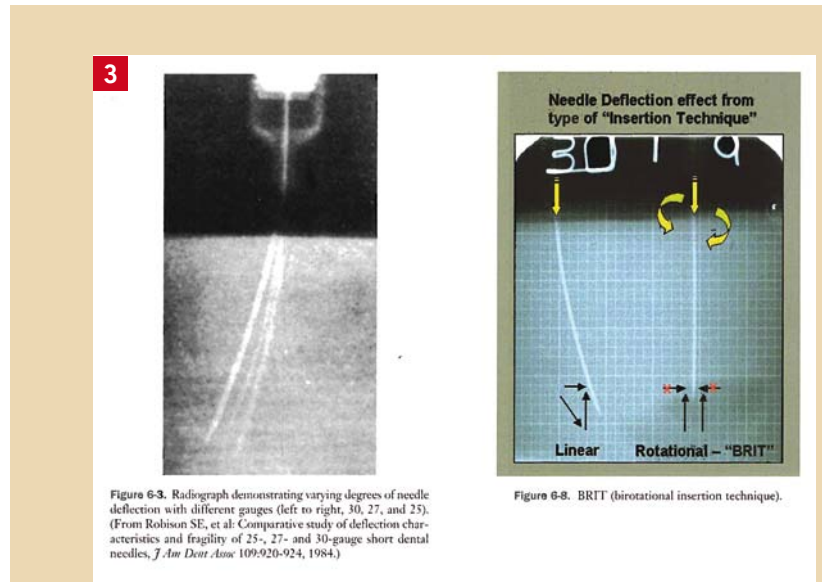 3
Needle Deflection effect from
type of "Insertion Technique"
30 1 9
Linear
Rotational – "BRIT"
Figure 6-3. Radiograph demonstrating varying degrees of needle
deflection with different gauges (left to right, 30, 27, and 25).
(From Robison SE, et al: Comparative study of deflection char-
acteristics and fragility of 25-, 27- and 30-gauge short dental
needles, J Am Dent Assoc 109:920-924, 1984.)
Figure 6-8. BRIT (birotational insertion technique).